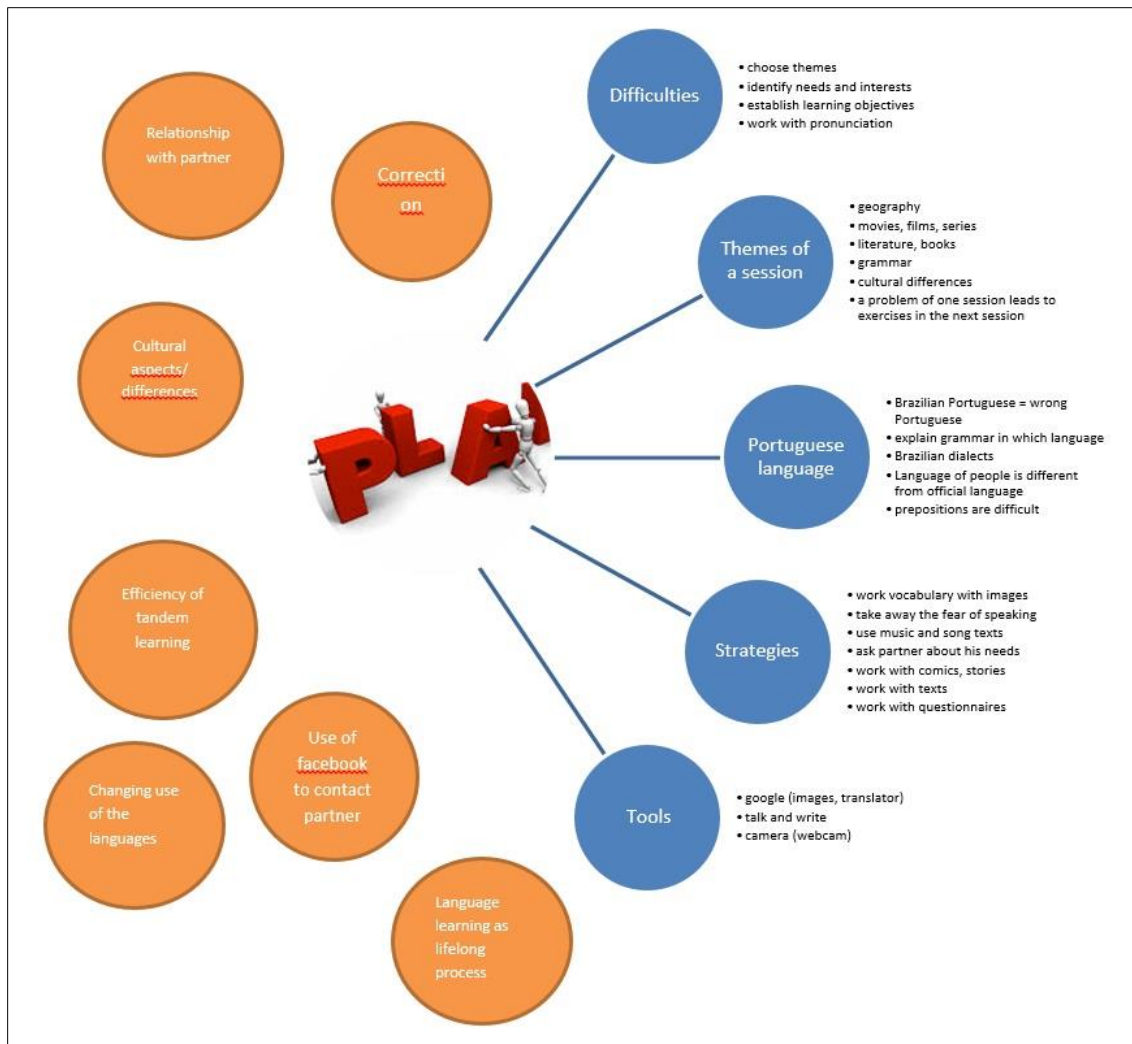 Relationship
with partner
Correcti
on
Cultural
aspects/
differences
Efficiency of
tandem
learning
Changing use
of the
languages
Use of
facebook
to contact
partner
Language
learning as
lifelong
process
PLA
Difficulties
• choose themes
• identify needs and interests
• establish learning objectives
• work with pronunciation
Themes of
a session
• geography
• movies, films, series
• literature, books
• grammar
• cultural differences
• a problem of one session leads to
exercises in the next session
Portuguese
language
• Brazilian Portuguese = wrong
Portuguese
• explain grammar in which language
• Brazilian dialects
• Language of people is different
from official language
• prepositions are difficult
Strategies
• work vocabulary with images
• take away the fear of speaking
• use music and song texts
• ask partner about his needs
• work with comics, stories
• work with texts
• work with questionnaires
Tools
• google (images, translator)
• talk and write
• camera (webcam)